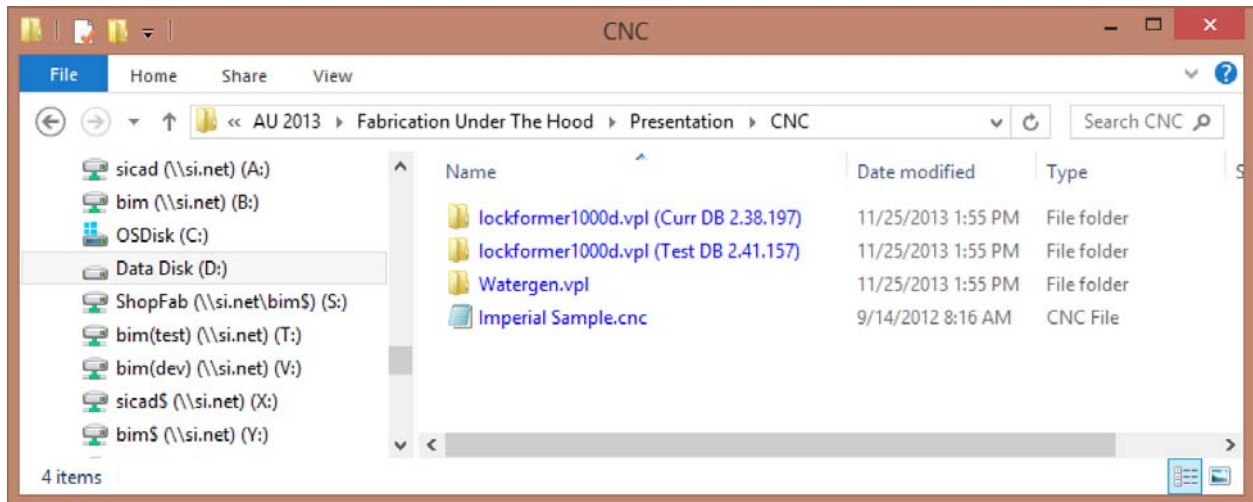 CNC
File Home Share View
« AU 2013 Fabrication Under The Hood Presentation CNC Search CNC
sicad (\\si.net) (A:)
bim (\\si.net) (B:)
OSDisk (C:)
Data Disk (D:)
ShopFab (\\si.net\bim$) (S:)
bim(test) (\\si.net) (T:)
bim(dev) (\\si.net) (V:)
sicad$ (\\si.net) (X:)
bim$ (\\si.net) (Y:)
Name Date modified Type
lockformer1000d.vpl (Curr DB 2.38.197) 11/25/2013 1:55 PM File folder
lockformer1000d.vpl (Test DB 2.41.157) 11/25/2013 1:55 PM File folder
Watergen.vpl 11/25/2013 1:55 PM File folder
Imperial Sample.cnc 9/14/2012 8:16 AM CNC File
4 items